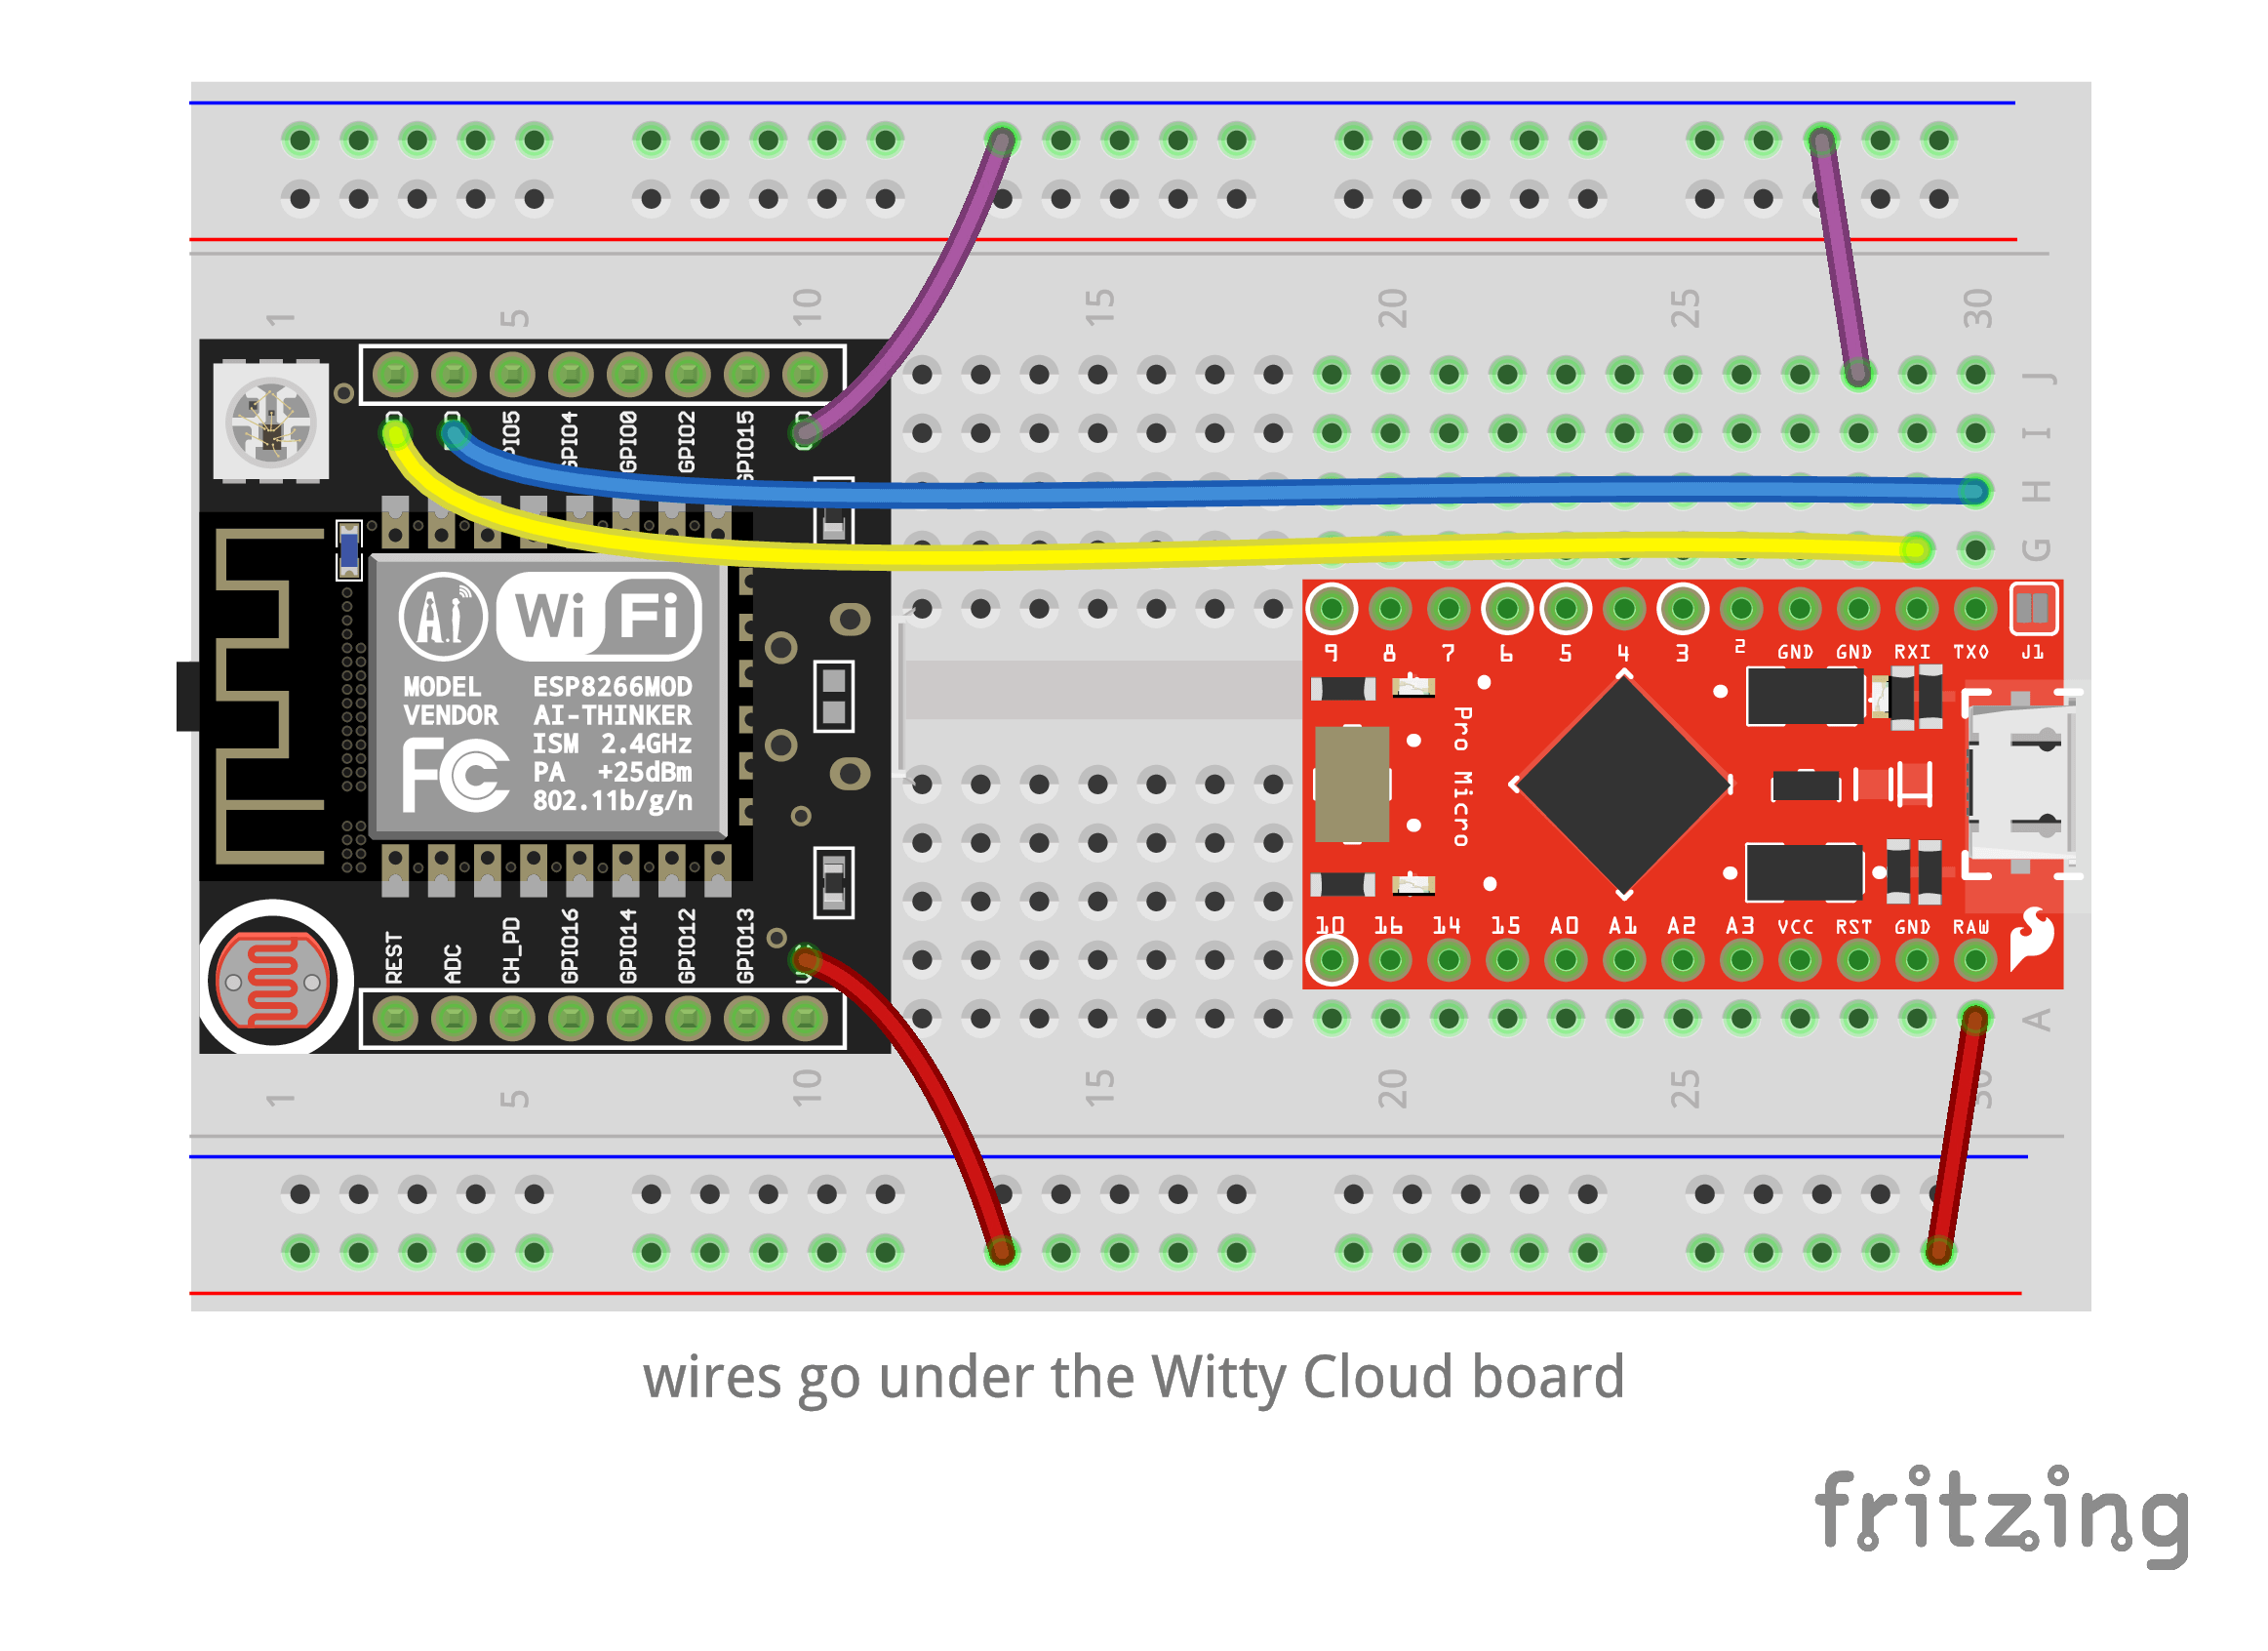 1 5 10 15 20 25 30
J
I
H
G
GPIO4 GPIO0 GPIO2 GPIO15
Wi Fi
MODEL ESP8266MOD
VENDOR AI-THINKER
ISM 2.4GHz
PA +25dBm
802.11b/g/n
FC
REST ADC CH_PD GPIO16 GPIO14 GPIO12 GPIO13
9 8 7 6 5 4 3 2 GND GND RXI TXO J1
Pro Micro
10 16 14 15 A0 A1 A2 A3 VCC RST GND RAW
A
1 5 10 15 20 25
wires go under the Witty Cloud board
fritzing